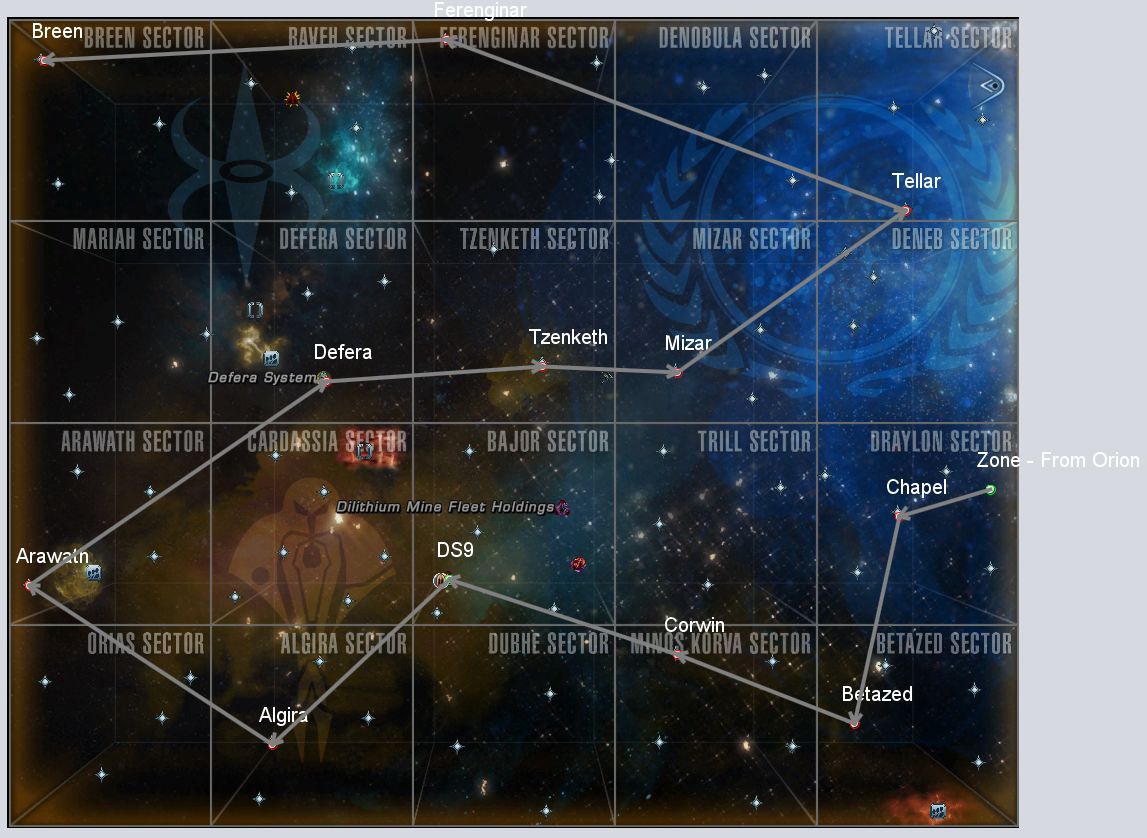 Ferenginar
Breen
BREEN SECTOR
RAVEH SECTOR
FERENGINAR SECTOR
DENOBULA SECTOR
TELLAR SECTOR
Tellar
MARIAH SECTOR
DEFERA SECTOR
TZENKETH SECTOR
MIZAR SECTOR
DENEB SECTOR
Defera
Tzenketh
Mizar
Defera System
ARAWATH SECTOR
CARDASSIA SECTOR
BAJOR SECTOR
TRILL SECTOR
DRAYLON SECTOR
Zone - From Orion
Chapel
Dilithium Mine Fleet Holdings
Arawath
DS9
Corwin
ORIAS SECTOR
ALGIRA SECTOR
DUBHE SECTOR
MINOS KORVA SECTOR
BETAZED SECTOR
Algira
Betazed